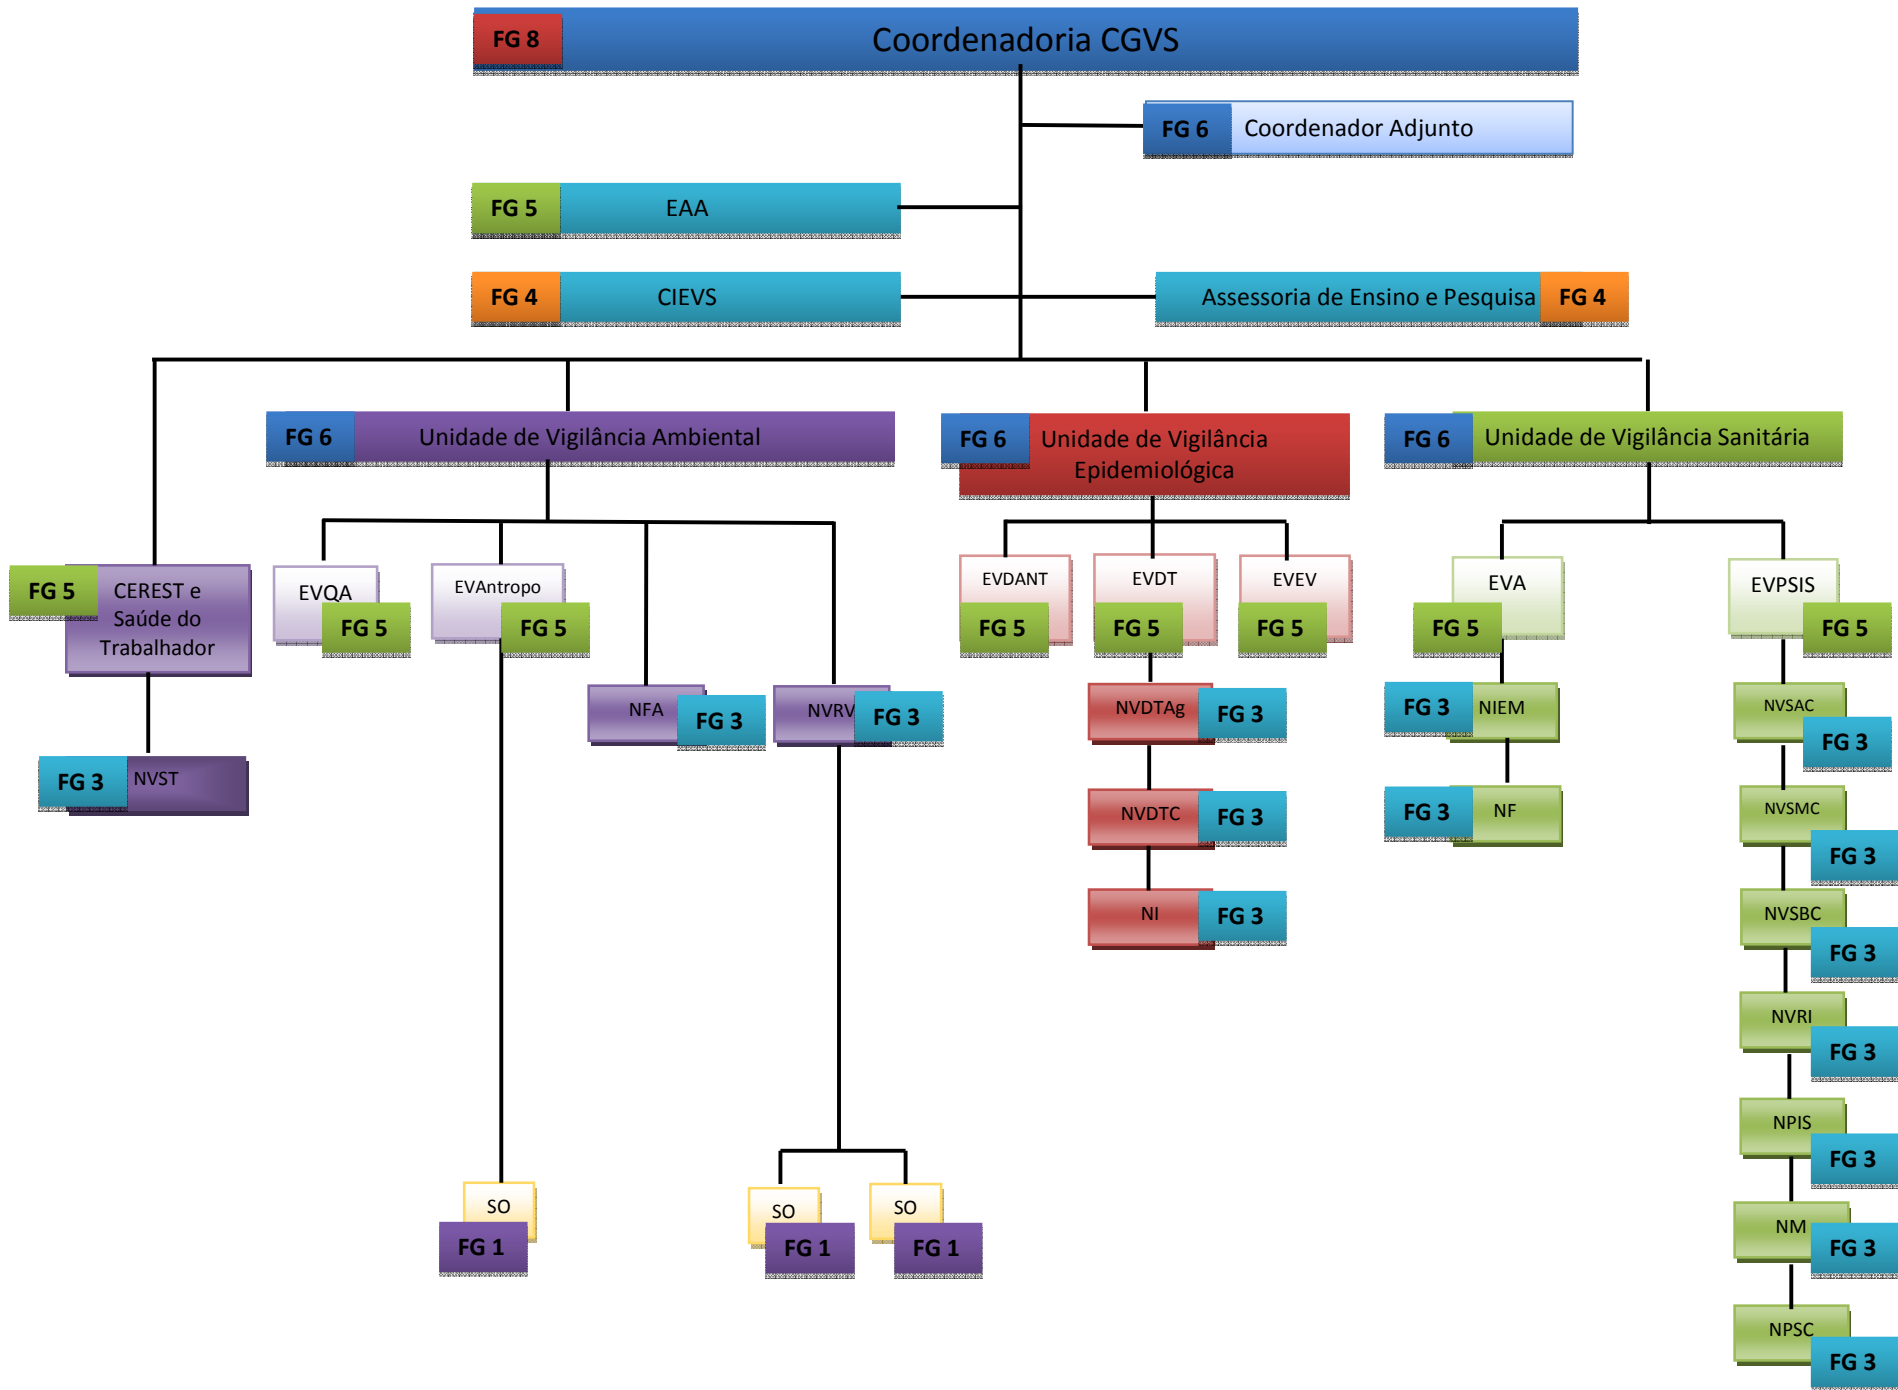 FG 8 Coordenadoria CGVS
FG 6 Coordenador Adjunto
FG 5 EAA
FG 4 CIEVS
Assessoria de Ensino e Pesquisa FG 4
FG 6 Unidade de Vigilância Ambiental
FG 6 Unidade de Vigilância
Epidemiológica
FG 6 Unidade de Vigilância Sanitária
FG 5 CEREST e
Saúde do
Trabalhador
FG 3 NVST
EVQA
FG 5
EVAntropo
FG 5
NFA
FG 3
NVRV
FG 3
SO
FG 1
SO
FG 1
SO
FG 1
EVDANT
FG 5
EVDT
FG 5
EVEV
FG 5
NVDTAg
FG 3
NVDTC
FG 3
NI
FG 3
EVA
FG 5
FG 3 NIEM
FG 3 NF
EVPSIS
FG 5
NVSAC
FG 3
NVSMC
FG 3
NVSBC
FG 3
NVRI
FG 3
NPIS
FG 3
NM
FG 3
NPSC
FG 3